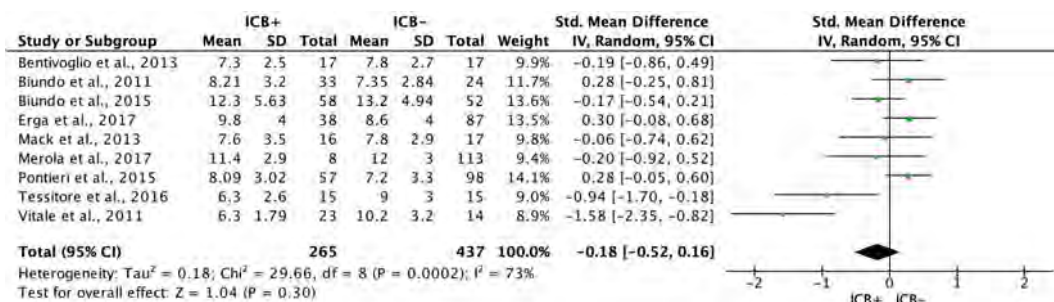 ICB+ ICB- Std. Mean Difference Std. Mean Difference
Study or Subgroup Mean SD Total Mean SD Total Weight IV, Random, 95% CI IV, Random, 95% CI
Bentivoglio et al., 2013 7.3 2.5 17 7.8 2.7 17 9.9% -0.19 [-0.86, 0.49]
Biundo et al., 2011 8.21 3.2 33 7.35 2.84 24 11.7% 0.28 [-0.25, 0.81]
Biundo et al., 2015 12.3 5.63 58 13.2 4.94 52 13.5% -0.17 [-0.54, 0.21]
Erga et al., 2017 9.8 4 38 8.6 4 87 13.5% 0.30 [-0.08, 0.68]
Mack et al., 2013 7.6 3.5 16 7.8 2.9 17 9.8% -0.06 [-0.74, 0.62]
Merola et al., 2017 11.4 2.9 8 12 3 113 9.4% -0.20 [-0.92, 0.52]
Pontieri et al., 2015 8.09 3.02 57 7.2 3.3 98 14.1% 0.28 [-0.05, 0.60]
Tessitore et al., 2016 6.3 2.6 15 9 3 15 9.0% -0.94 [-1.70, -0.18]
Vitale et al., 2011 6.3 1.79 23 10.2 3.2 14 8.9% -1.58 [-2.35, -0.82]
Total (95% CI) 265 437 100.0% -0.18 [-0.52, 0.16]
Heterogeneity: Tau² = 0.18; Chi² = 29.66, df = 8 (P = 0.0002); I² = 73%
Test for overall effect: Z = 1.04 (P = 0.30)
-2 -1 0 1 2
ICB+ ICB-